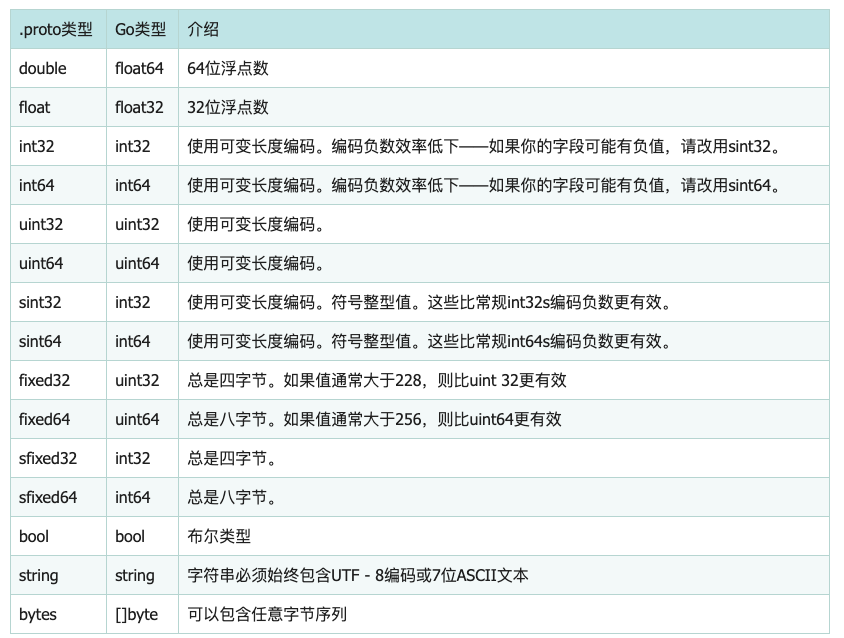 .proto类型 Go类型 介绍
double float64 64位浮点数
float float32 32位浮点数
int32 int32 使用可变长度编码。编码负数效率低下——如果你的字段可能有负值，请改用sint32。
int64 int64 使用可变长度编码。编码负数效率低下——如果你的字段可能有负值，请改用sint64。
uint32 uint32 使用可变长度编码。
uint64 uint64 使用可变长度编码。
sint32 int32 使用可变长度编码。符号整型值。这些比常规int32s编码负数更有效。
sint64 int64 使用可变长度编码。符号整型值。这些比常规int64s编码负数更有效。
fixed32 uint32 总是四字节。如果值通常大于228，则比uint 32更有效
fixed64 uint64 总是八字节。如果值通常大于256，则比uint64更有效
sfixed32 int32 总是四字节。
sfixed64 int64 总是八字节。
bool bool 布尔类型
string string 字符串必须始终包含UTF - 8编码或7位ASCII文本
bytes []byte 可以包含任意字节序列